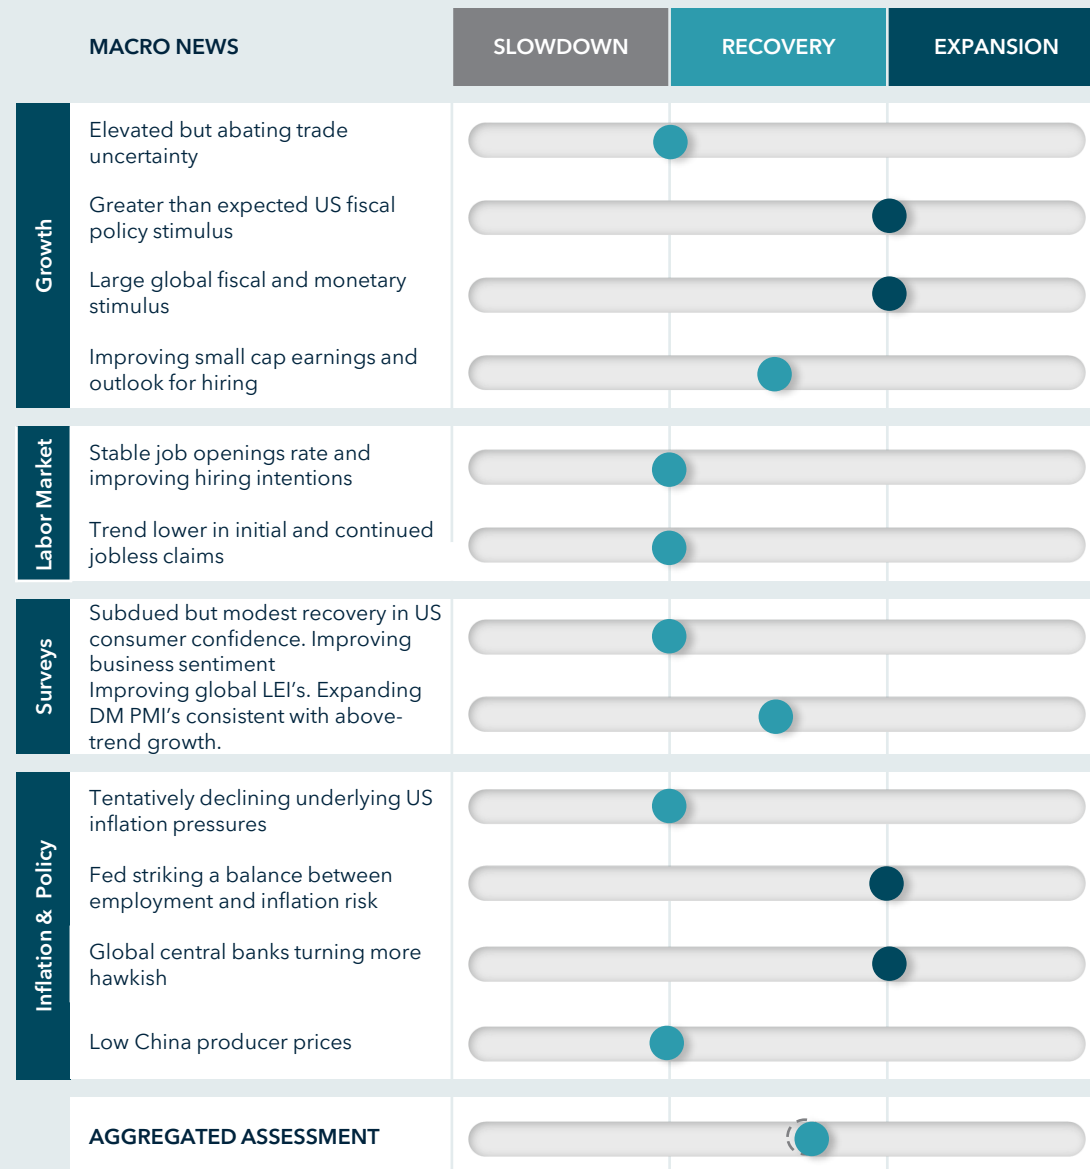 MACRO NEWS
SLOWDOWN
RECOVERY
EXPANSION
Growth
Elevated but abating trade
uncertainty
Greater than expected US fiscal
policy stimulus
Large global fiscal and monetary
stimulus
Improving small cap earnings and
outlook for hiring
Labor Market
Stable job openings rate and
improving hiring intentions
Trend lower in initial and continued
jobless claims
Surveys
Subdued but modest recovery in US
consumer confidence. Improving
business sentiment
Improving global LEI's. Expanding
DM PMI's consistent with above-
trend growth.
Inflation & Policy
Tentatively declining underlying US
inflation pressures
Fed striking a balance between
employment and inflation risk
Global central banks turning more
hawkish
Low China producer prices
AGGREGATED ASSESSMENT